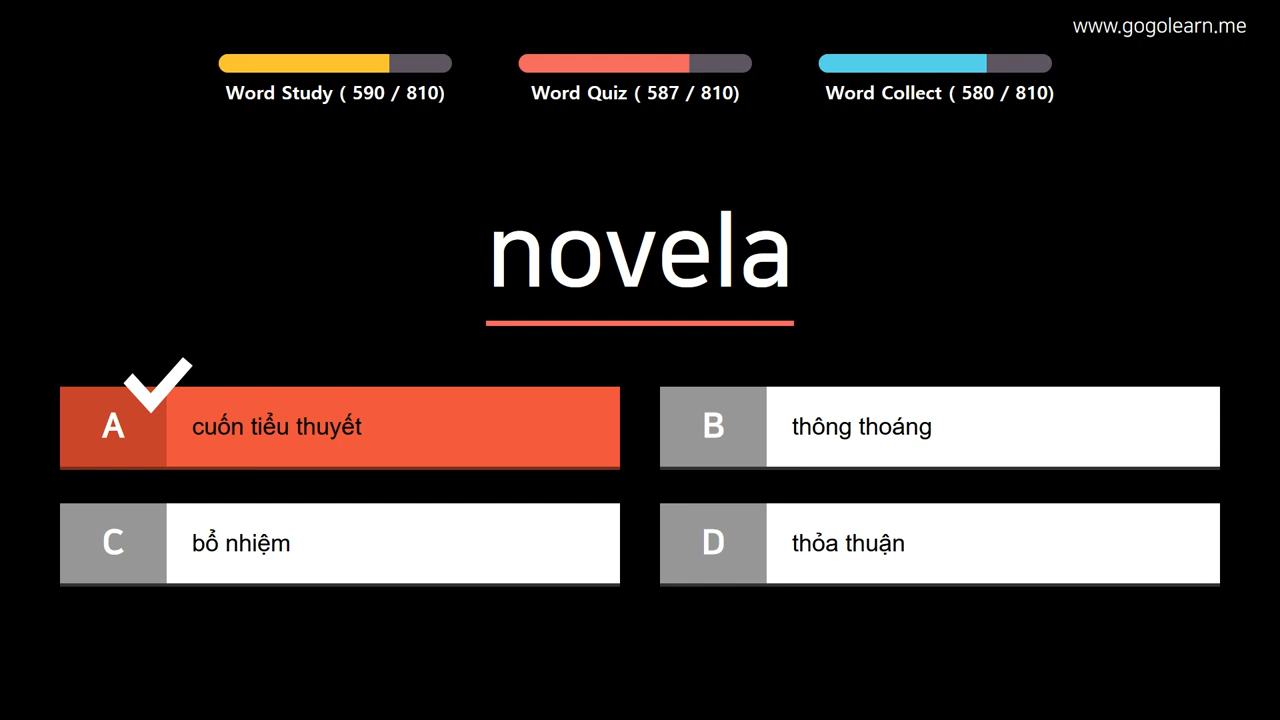 www.gogolearn.me
Word Study ( 590 / 810)
Word Quiz ( 587 / 810)
Word Collect ( 580 / 810)
novela
A
cuốn tiểu thuyết
B
thông thoáng
C
bổ nhiệm
D
thỏa thuận